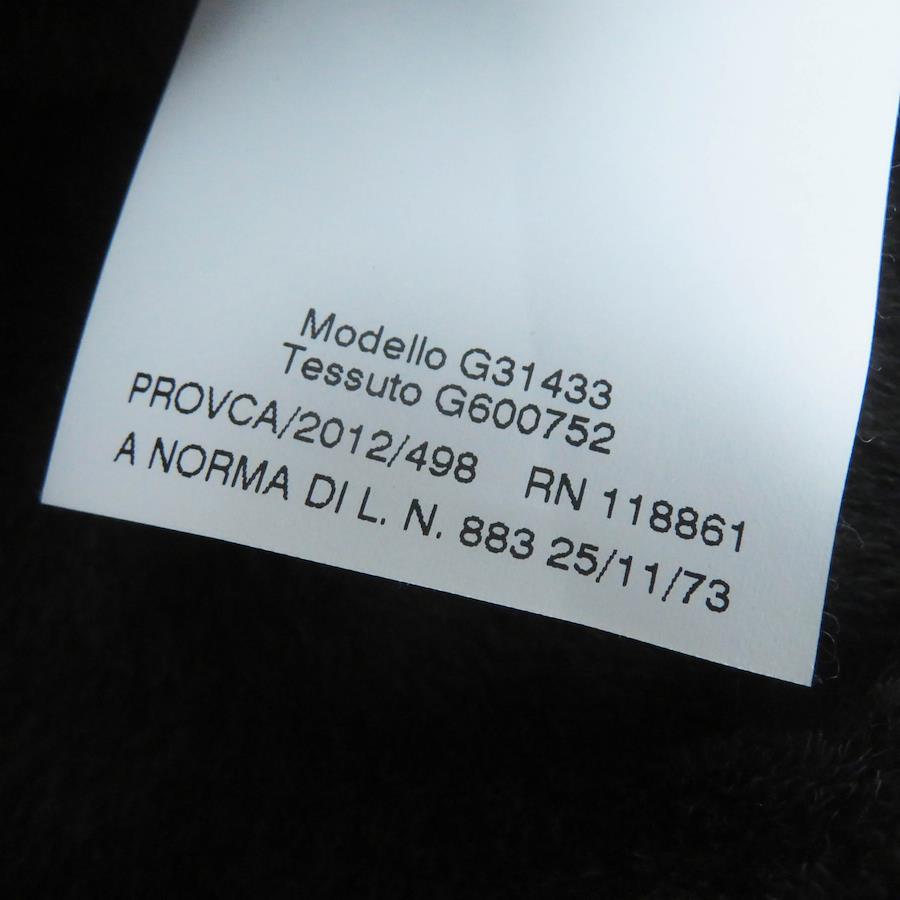 Modello G31433
Tessuto G600752
PROVCA/2012/498 RN 118861
A NORMA DI L. N. 883 25/11/73